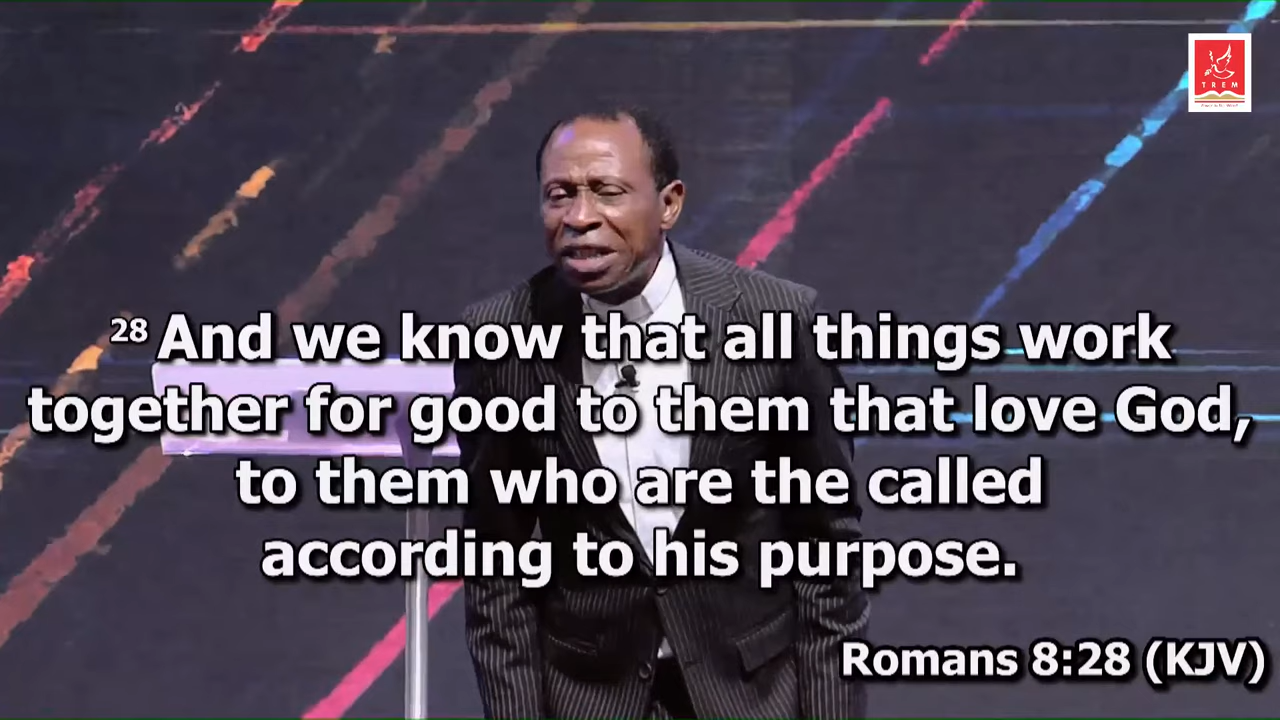 TREM
28 And we know that all things work
together for good to them that love God,
to them who are the called
according to his purpose.
Romans 8:28 (KJV)